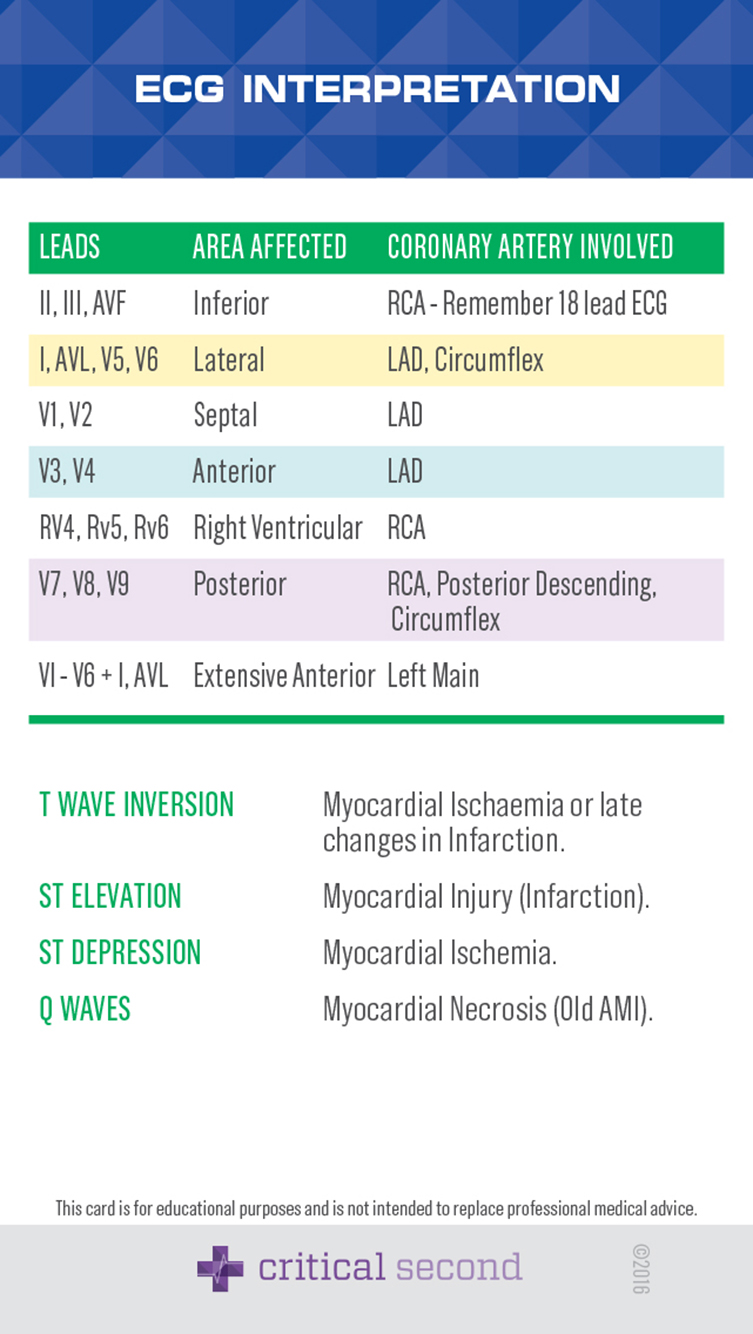 ECG INTERPRETATION
LEADS AREA AFFECTED CORONARY ARTERY INVOLVED
II, III, AVF Inferior RCA - Remember 18 lead ECG
I, AVL, V5, V6 Lateral LAD, Circumflex
V1, V2 Septal LAD
V3, V4 Anterior LAD
RV4, Rv5, Rv6 Right Ventricular RCA
V7, V8, V9 Posterior RCA, Posterior Descending,
Circumflex
VI - V6 + I, AVL Extensive Anterior Left Main
T WAVE INVERSION Myocardial Ischaemia or late
changes in Infarction.
ST ELEVATION Myocardial Injury (Infarction).
ST DEPRESSION Myocardial Ischemia.
Q WAVES Myocardial Necrosis (Old AMI).
This card is for educational purposes and is not intended to replace professional medical advice.
critical second
©2016